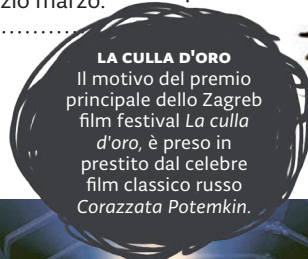 zio marzo.
LA CULLA D'ORO
Il motivo del premio
principale dello Zagreb
film festival La culla
d'oro, è preso in
prestito dal celebre
film classico russo
Corazzata Potemkin.